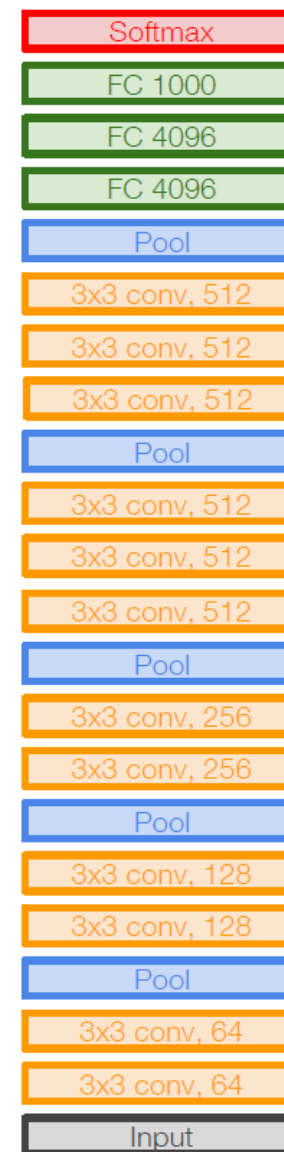 Softmax
FC 1000
FC 4096
FC 4096
Pool
3x3 conv, 512
3x3 conv, 512
3x3 conv, 512
Pool
3x3 conv, 512
3x3 conv, 512
3x3 conv, 512
Pool
3x3 conv, 256
3x3 conv, 256
Pool
3x3 conv, 128
3x3 conv, 128
Pool
3x3 conv, 64
3x3 conv, 64
Input